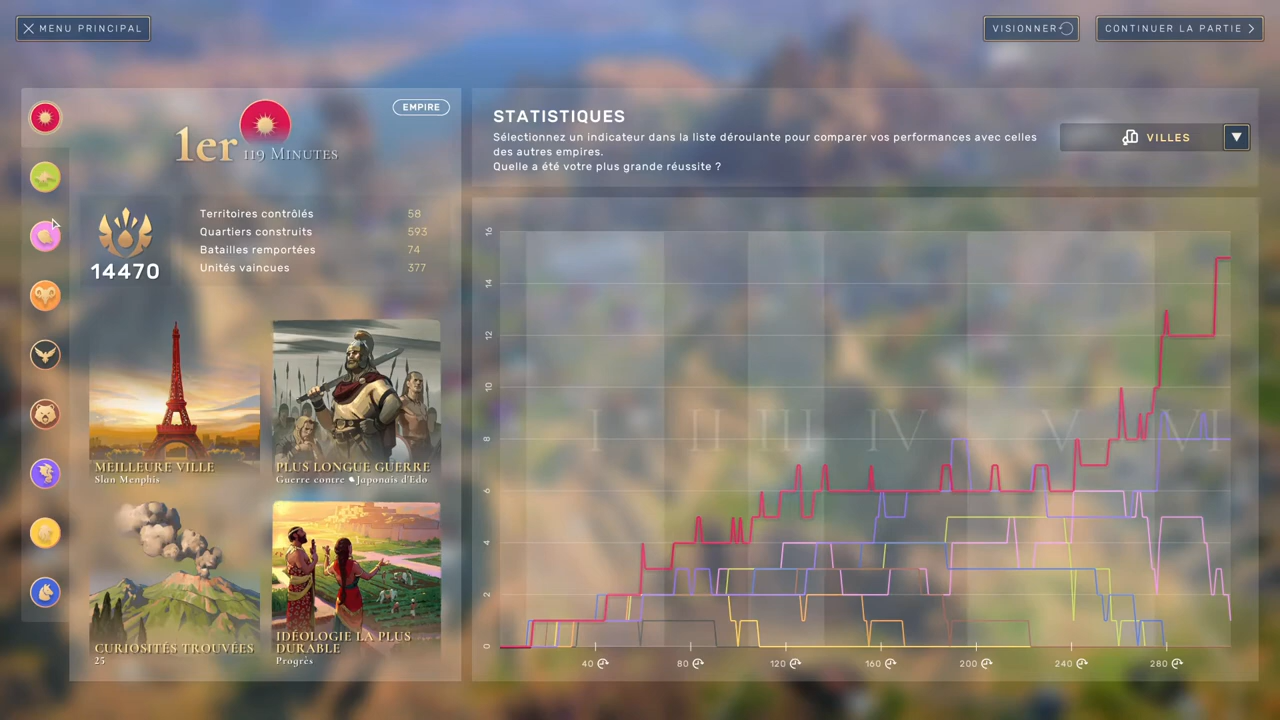 MENU PRINCIPAL
VISIONNER
CONTINUER LA PARTIE
EMPIRE
1er
119 MINUTES
14470
Territoires contrôlés 58
Quartiers construits 593
Batailles remportées 74
Unités vaincues 377
MEILLEURE VILLE
Slan Menphis
PLUS LONGUE GUERRE
Guerre contre Japonais d'Edo
CURIOSITÉS TROUVÉES
25
IDÉOLOGIE LA PLUS
DURABLE
Progrès
STATISTIQUES
Sélectionnez un indicateur dans la liste déroulante pour comparer vos performances avec celles
des autres empires.
Quelle a été votre plus grande réussite ?
VILLES
16
14
12
10
8
6
4
2
0
I II III IV V VI
40 80 120 160 200 240 280